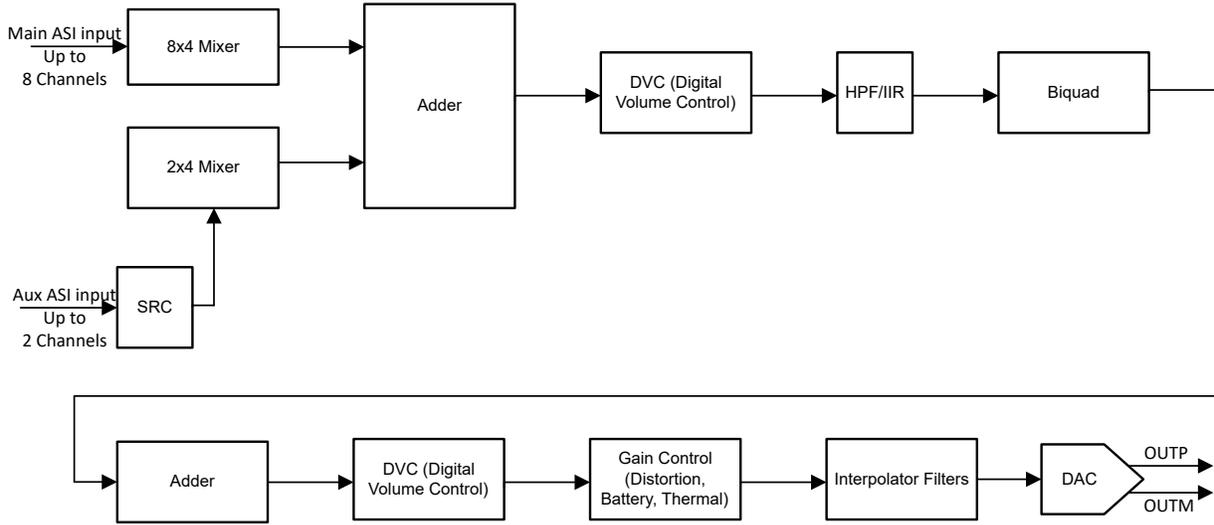 Main ASI input
Up to
8 Channels
8x4 Mixer
Adder
DVC (Digital
Volume Control)
HPF/IIR
Biquad
2x4 Mixer
Aux ASI input
Up to
2 Channels
SRC
Adder
DVC (Digital
Volume Control)
Gain Control
(Distortion,
Battery, Thermal)
Interpolator Filters
DAC
OUTP
OUTM